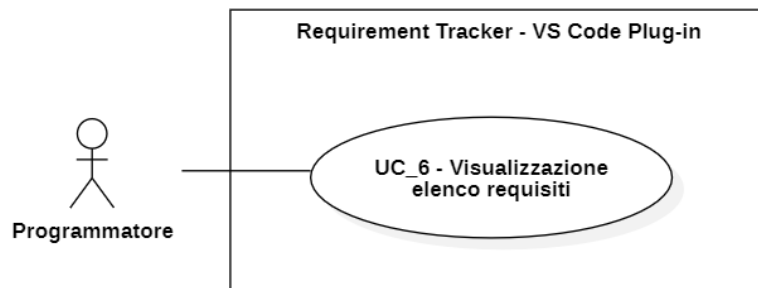 Requirement Tracker - VS Code Plug-in
UC_6 - Visualizzazione
elenco requisiti
Programmatore